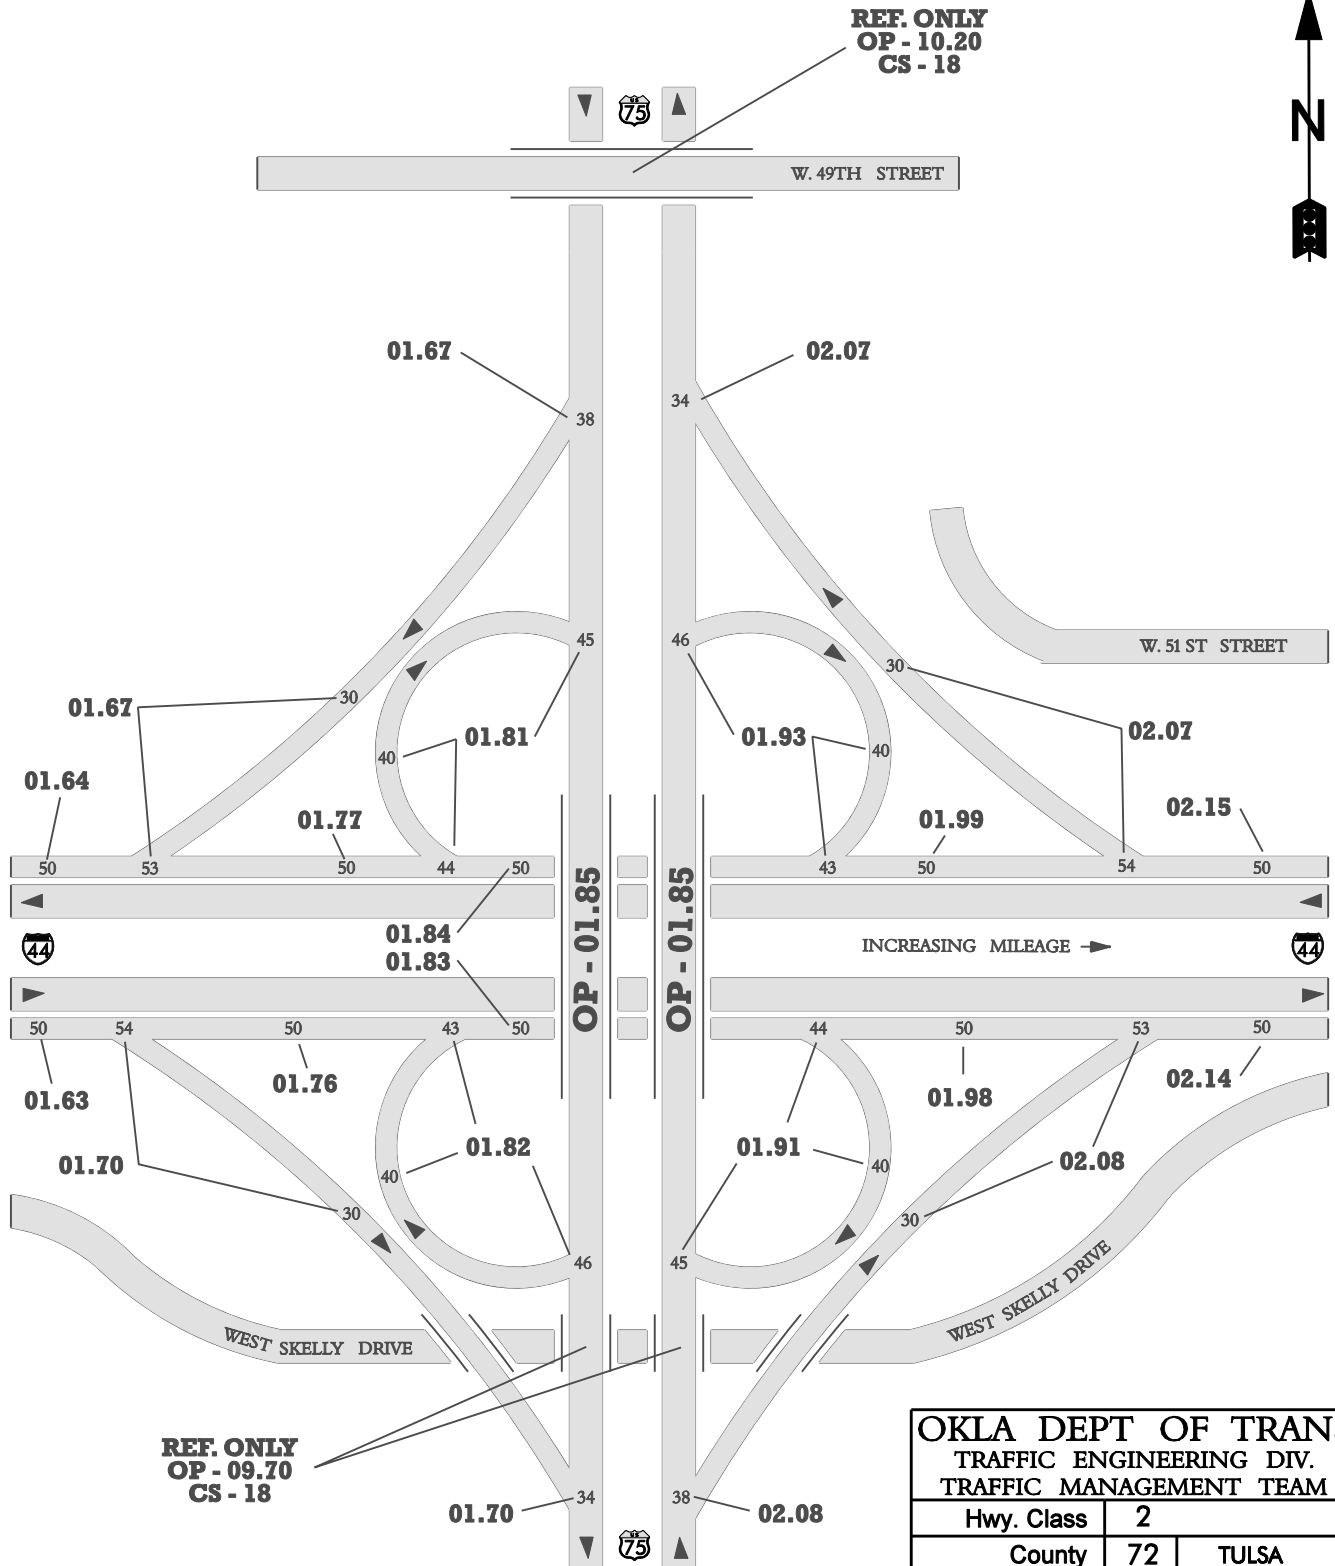 REF. ONLY
OP - 10.20
CS - 18
US
75
N
W. 49TH STREET
01.67
02.07
38
34
45
46
W. 51 ST STREET
30
30
01.67
01.81
01.93
02.07
40
40
01.64
01.77
01.99
02.15
50
53
50
44
50
43
50
54
50
OP - 01.85
OP - 01.85
01.84
01.83
44
INCREASING MILEAGE
44
50
54
50
43
50
44
50
53
50
01.63
01.76
01.98
02.14
01.70
01.82
01.91
02.08
40
40
30
30
46
45
WEST SKELLY DRIVE
WEST SKELLY DRIVE
REF. ONLY
OP - 09.70
CS - 18
01.70
34
38
02.08
US
75
OKLA DEPT OF TRANS
TRAFFIC ENGINEERING DIV.
TRAFFIC MANAGEMENT TEAM
Hwy. Class 2
County 72 TULSA